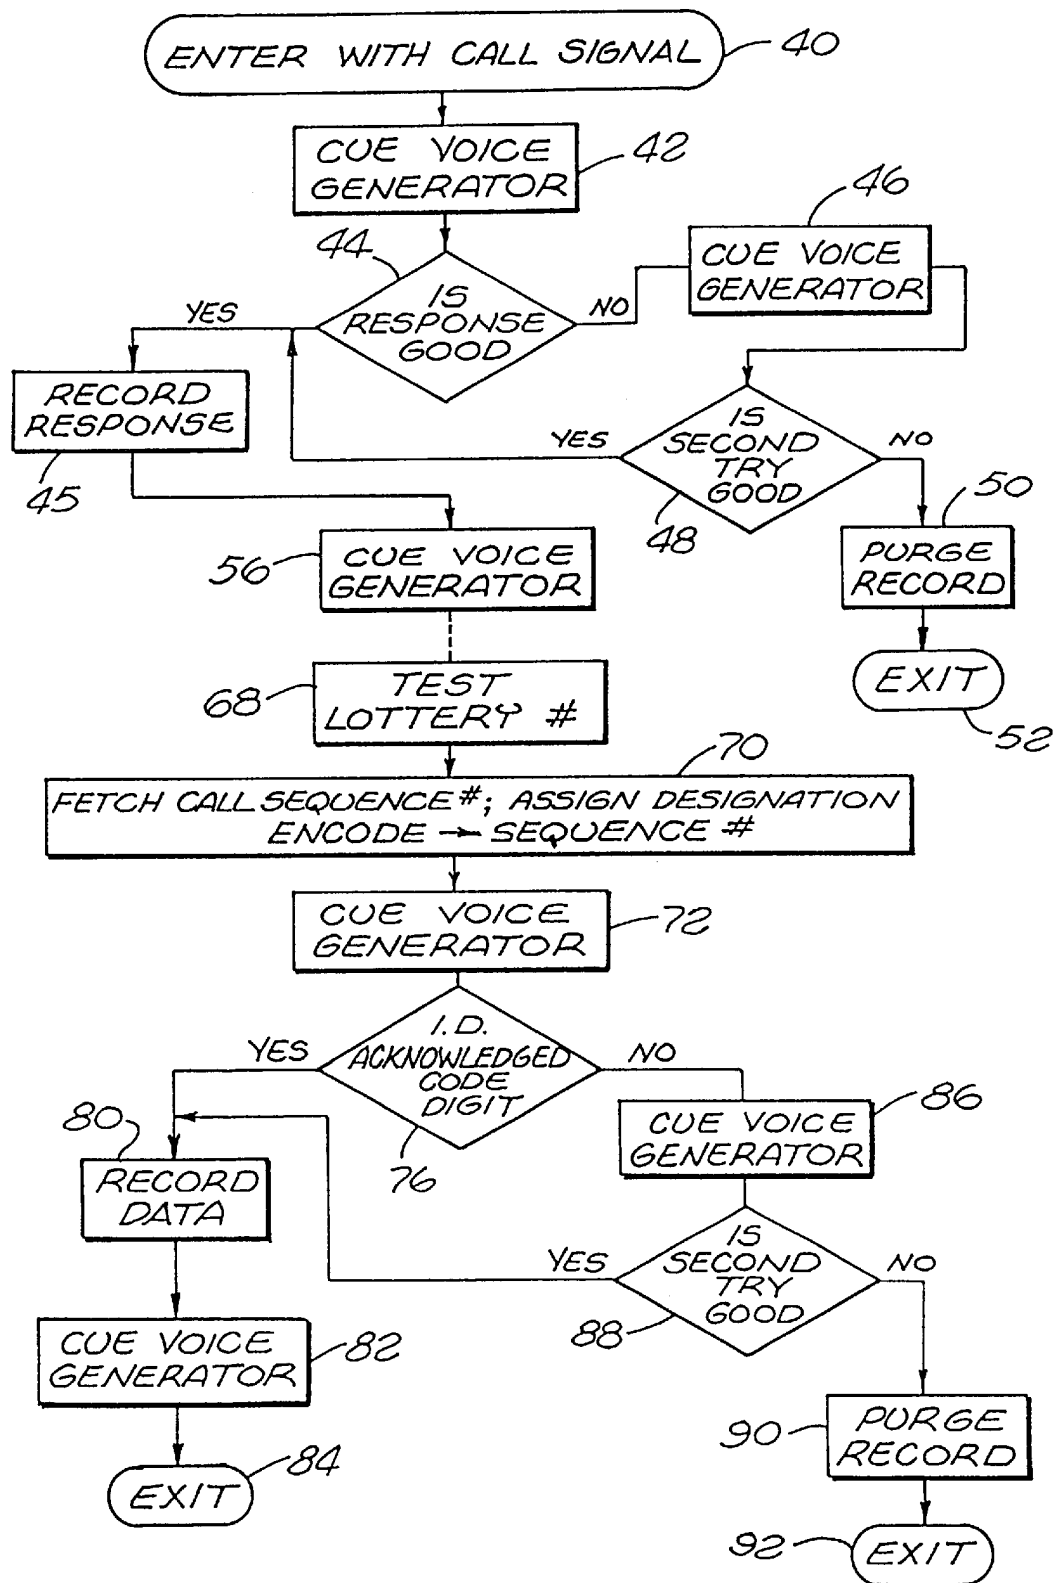 ENTER WITH CALL SIGNAL
40
CUE VOICE
GENERATOR
42
46
CUE VOICE
GENERATOR
44
IS
RESPONSE
GOOD
YES
NO
RECORD
RESPONSE
45
IS
SECOND
TRY
GOOD
YES
NO
48
50
PURGE
RECORD
EXIT
52
56
CUE VOICE
GENERATOR
68
TEST
LOTTERY #
70
FETCH CALL SEQUENCE #; ASSIGN DESIGNATION
ENCODE → SEQUENCE #
CUE VOICE
GENERATOR
72
I.D.
ACKNOWLEDGED
CODE
DIGIT
YES
NO
76
80
RECORD
DATA
86
CUE VOICE
GENERATOR
IS
SECOND
TRY
GOOD
YES
NO
88
CUE VOICE
GENERATOR
82
EXIT
84
90
PURGE
RECORD
92
EXIT